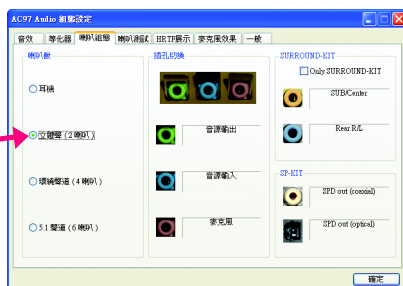 AC97 Audio 組態設定
音效 等化器 喇叭組態 喇叭測試 HRTF展示 麥克風效果 一般
喇叭數
耳機
立體聲 (2 喇叭)
環繞聲道 (4 喇叭)
5.1 聲道 (6 喇叭)
插孔切換
音源輸出
音源輸入
麥克風
SURROUND-KIT
Only SURROUND-KIT
SUB/Center
Rear R/L
SP-KIT
SPD out (coaxial)
SPD out (optical)
確定